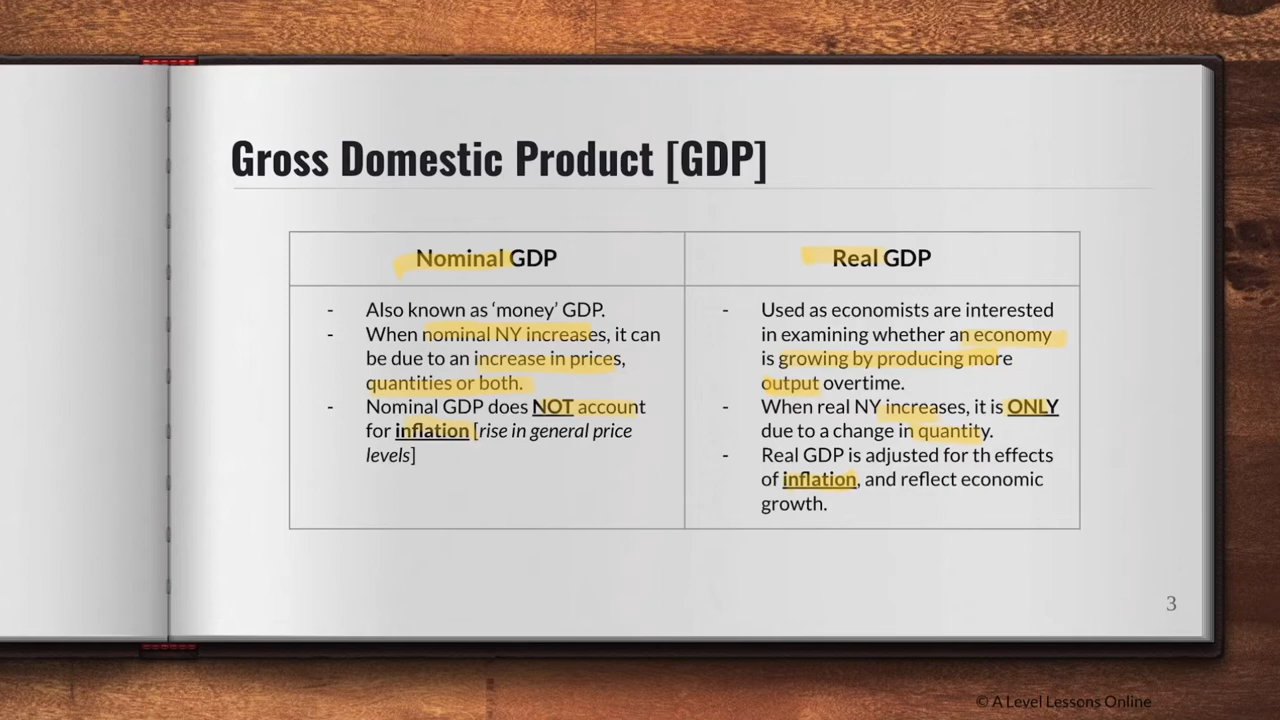 Gross Domestic Product [GDP]
Nominal GDP
- Also known as ‘money’ GDP.
- When nominal NY increases, it can
be due to an increase in prices,
quantities or both.
- Nominal GDP does NOT account
for inflation [rise in general price
levels]
Real GDP
- Used as economists are interested
in examining whether an economy
is growing by producing more
output overtime.
- When real NY increases, it is ONLY
due to a change in quantity.
- Real GDP is adjusted for th effects
of inflation, and reflect economic
growth.
3
© A Level Lessons Online